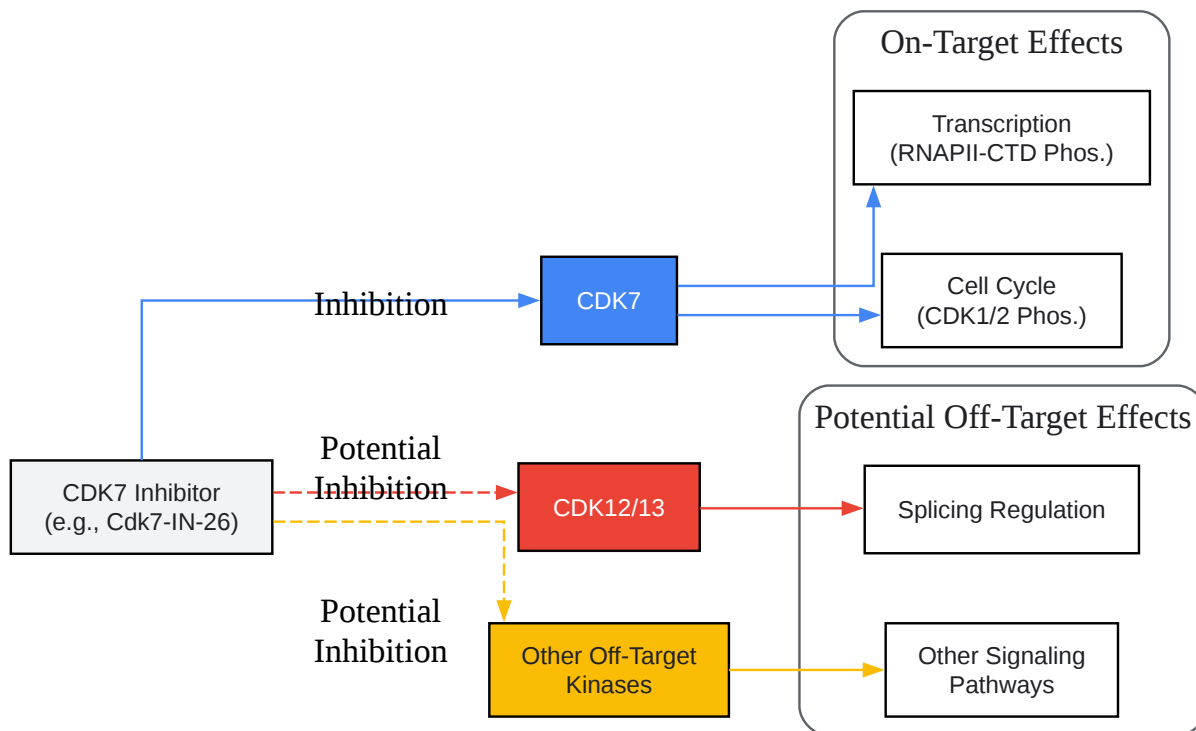 On-Target Effects
Transcription
(RNAPII-CTD Phos.)
Inhibition
CDK7
Cell Cycle
(CDK1/2 Phos.)
Potential Off-Target Effects
CDK7 Inhibitor
(e.g., Cdk7-IN-26)
Potential
Inhibition
CDK12/13
Splicing Regulation
Potential
Inhibition
Other Off-Target
Kinases
Other Signaling
Pathways